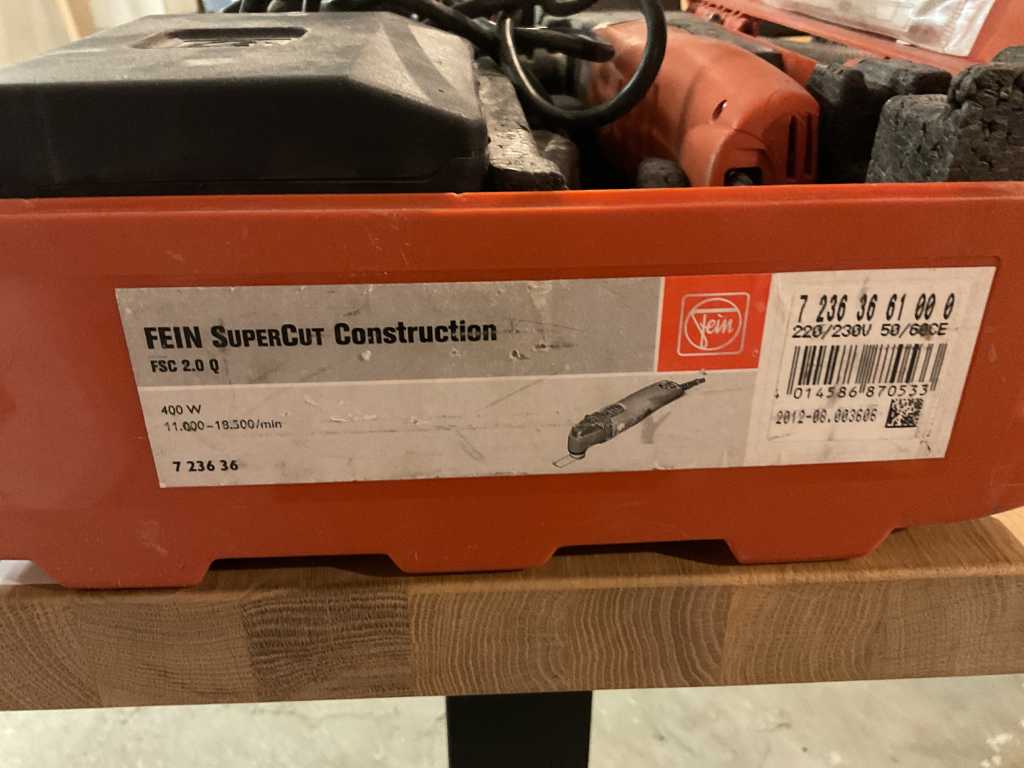 FEIN SUPERCUT Construction
FSC 2.0 Q
400 W
11.000–18.500/min
7 236 36
Fein
7 236 36 61 00 0
220/230V 50/60CE
4 014586 870533
2012-08.003606